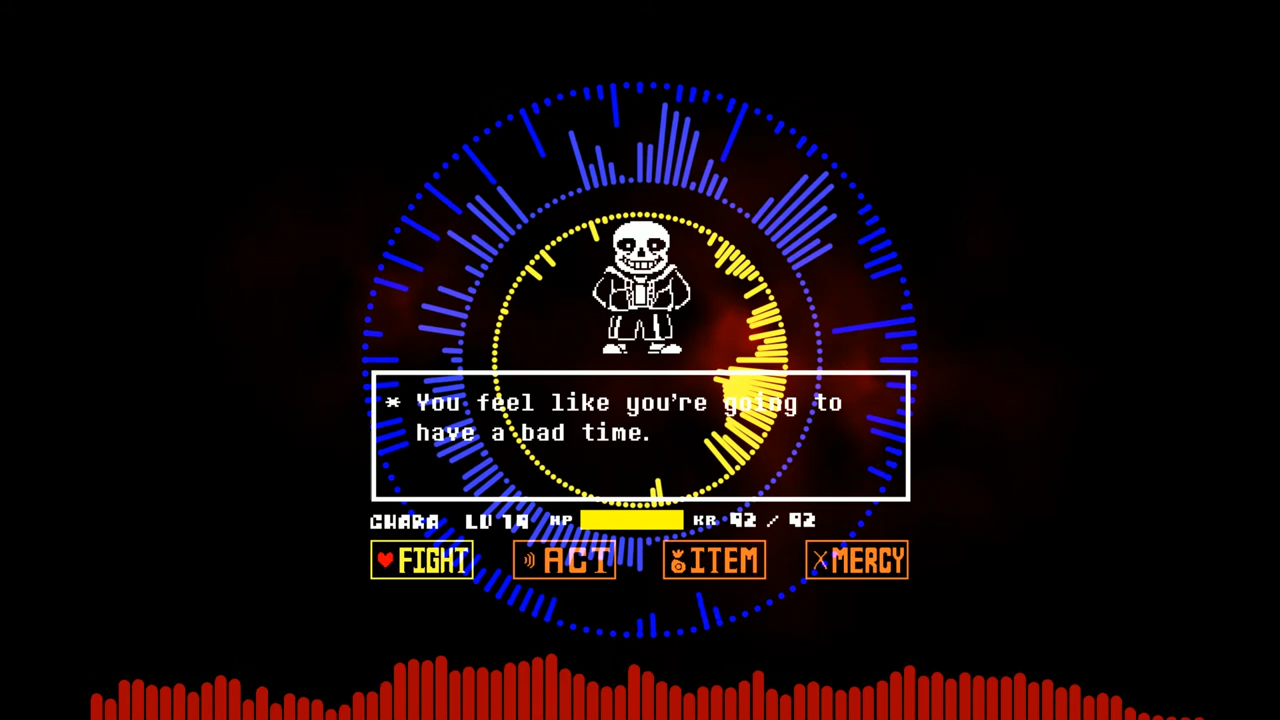 * You feel like you're going to
have a bad time.
CHARA LV 19 HP KR 92 / 92
FIGHT ACT ITEM MERCY